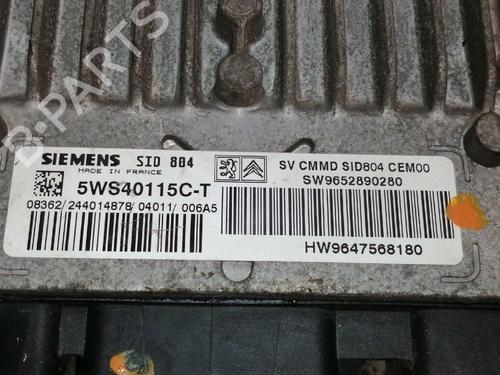 B-PARTS
SIEMENS SID 804
MADE IN FRANCE
5WS40115C-T
08362/244014878/04011/006A5
SV CMMD SID804 CEM00
SW9652890280
HW9647568180